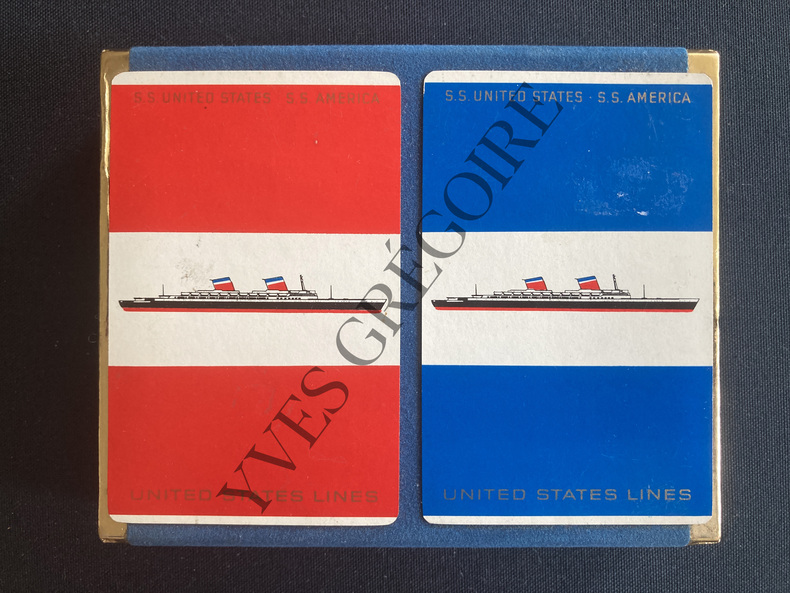 S.S. UNITED STATES · S.S. AMERICA
UNITED STATES LINES
S.S. UNITED STATES · S.S. AMERICA
UNITED STATES LINES
YVES GRÉGOIRE